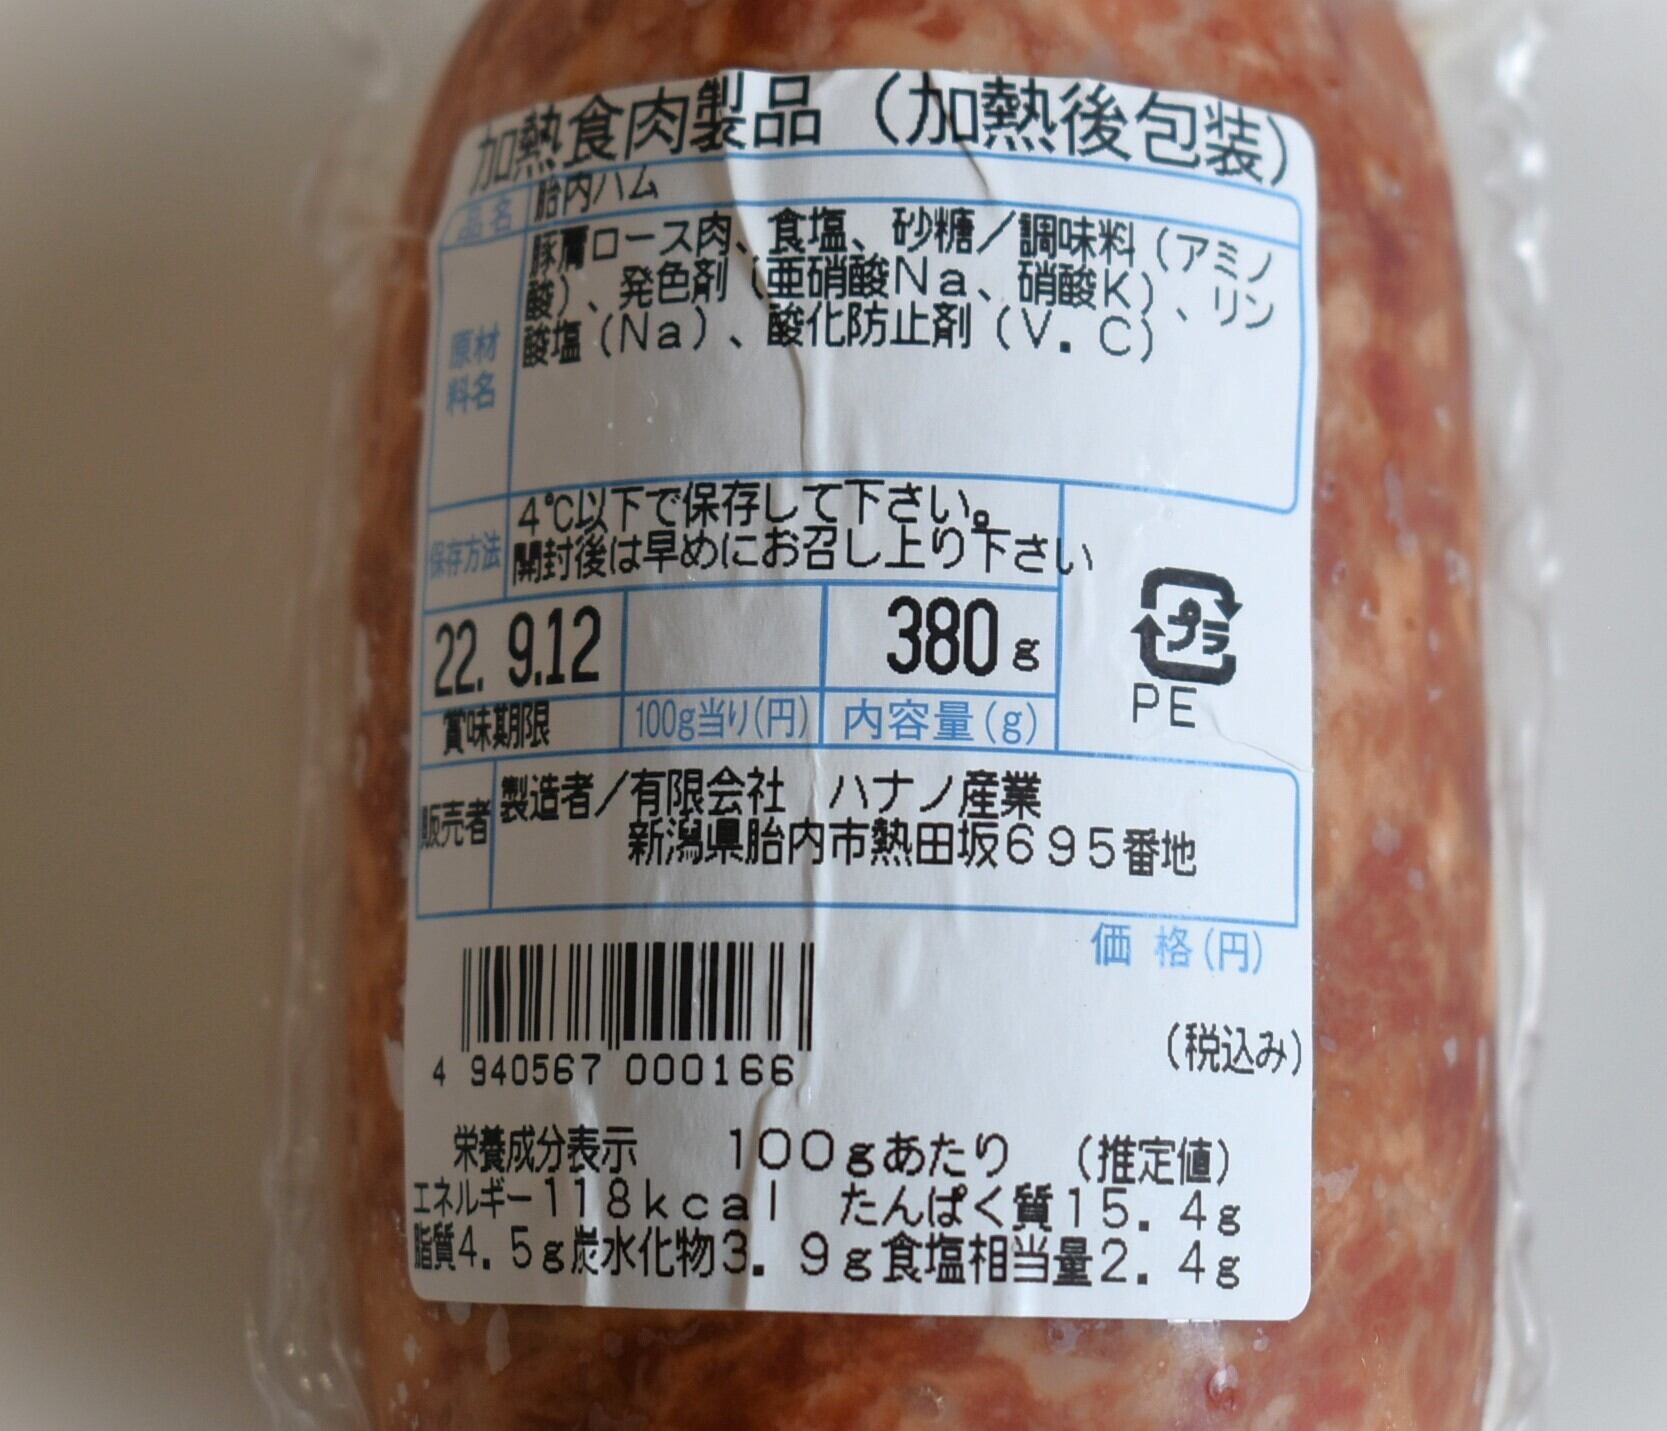 加熱食肉製品（加熱後包装）
品名 胎内ハム
原材料名 豚肩ロース肉、食塩、砂糖／調味料（アミノ
酸）、発色剤（亜硝酸Ｎａ、硝酸Ｋ）、リン
酸塩（Ｎａ）、酸化防止剤（Ｖ．Ｃ）
保存方法 4℃以下で保存して下さい。
開封後は早めにお召し上り下さい
22. 9.12 380 g
賞味期限 100g当り(円) 内容量(g)
プラ
PE
販売者 製造者／有限会社　ハナノ産業
新潟県胎内市熱田坂６９５番地
価格(円)
4 940567 000166
(税込み)
栄養成分表示　１００ｇあたり　（推定値）
エネルギー１１８ｋｃａｌ　たんぱく質１５．４ｇ
脂質４．５ｇ炭水化物３．９ｇ食塩相当量２．４ｇ